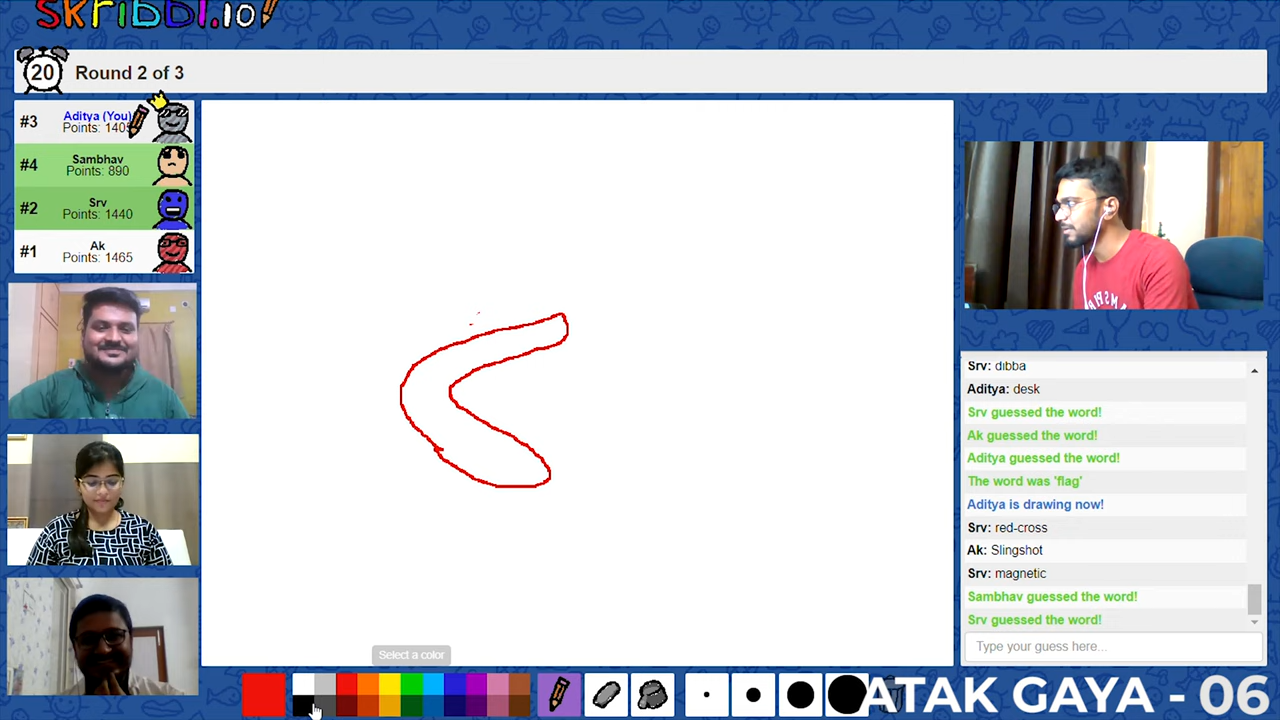 skribbl.io
20 Round 2 of 3
#3 Aditya (You)
Points: 1405
#4 Sambhav
Points: 890
#2 Srv
Points: 1440
#1 Ak
Points: 1465
Srv: dibba
Aditya: desk
Srv guessed the word!
Ak guessed the word!
Aditya guessed the word!
The word was 'flag'
Aditya is drawing now!
Srv: red-cross
Ak: Slingshot
Srv: magnetic
Sambhav guessed the word!
Srv guessed the word!
Type your guess here...
Select a color
ATAK GAYA - 06